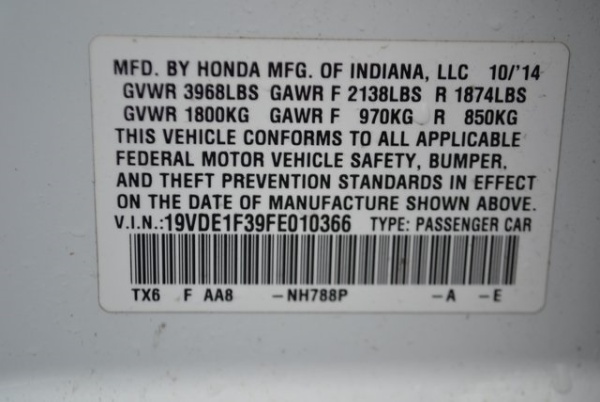 MFD. BY HONDA MFG. OF INDIANA, LLC 10/'14
GVWR 3968LBS GAWR F 2138LBS R 1874LBS
GVWR 1800KG GAWR F 970KG R 850KG
THIS VEHICLE CONFORMS TO ALL APPLICABLE
FEDERAL MOTOR VEHICLE SAFETY, BUMPER,
AND THEFT PREVENTION STANDARDS IN EFFECT
ON THE DATE OF MANUFACTURE SHOWN ABOVE.
V.I.N.:19VDE1F39FE010366 TYPE: PASSENGER CAR
TX6 F AA8 -NH788P -A -E